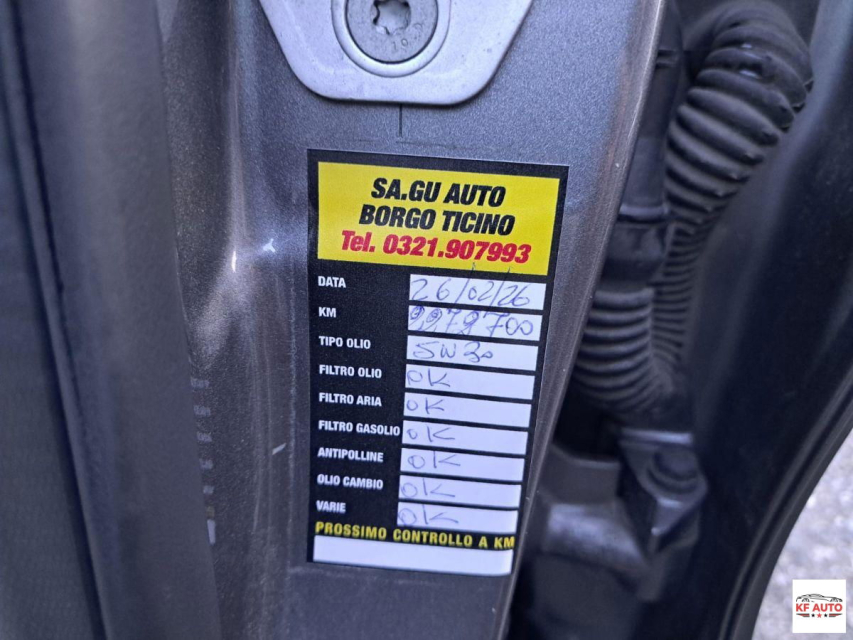 SA.GU AUTO
BORGO TICINO
Tel. 0321.907993
DATA 26/02/26
KM
TIPO OLIO 5W30
FILTRO OLIO OK
FILTRO ARIA OK
FILTRO GASOLIO OK
ANTIPOLLINE OK
OLIO CAMBIO OK
VARIE OK
PROSSIMO CONTROLLO A KM
KF AUTO